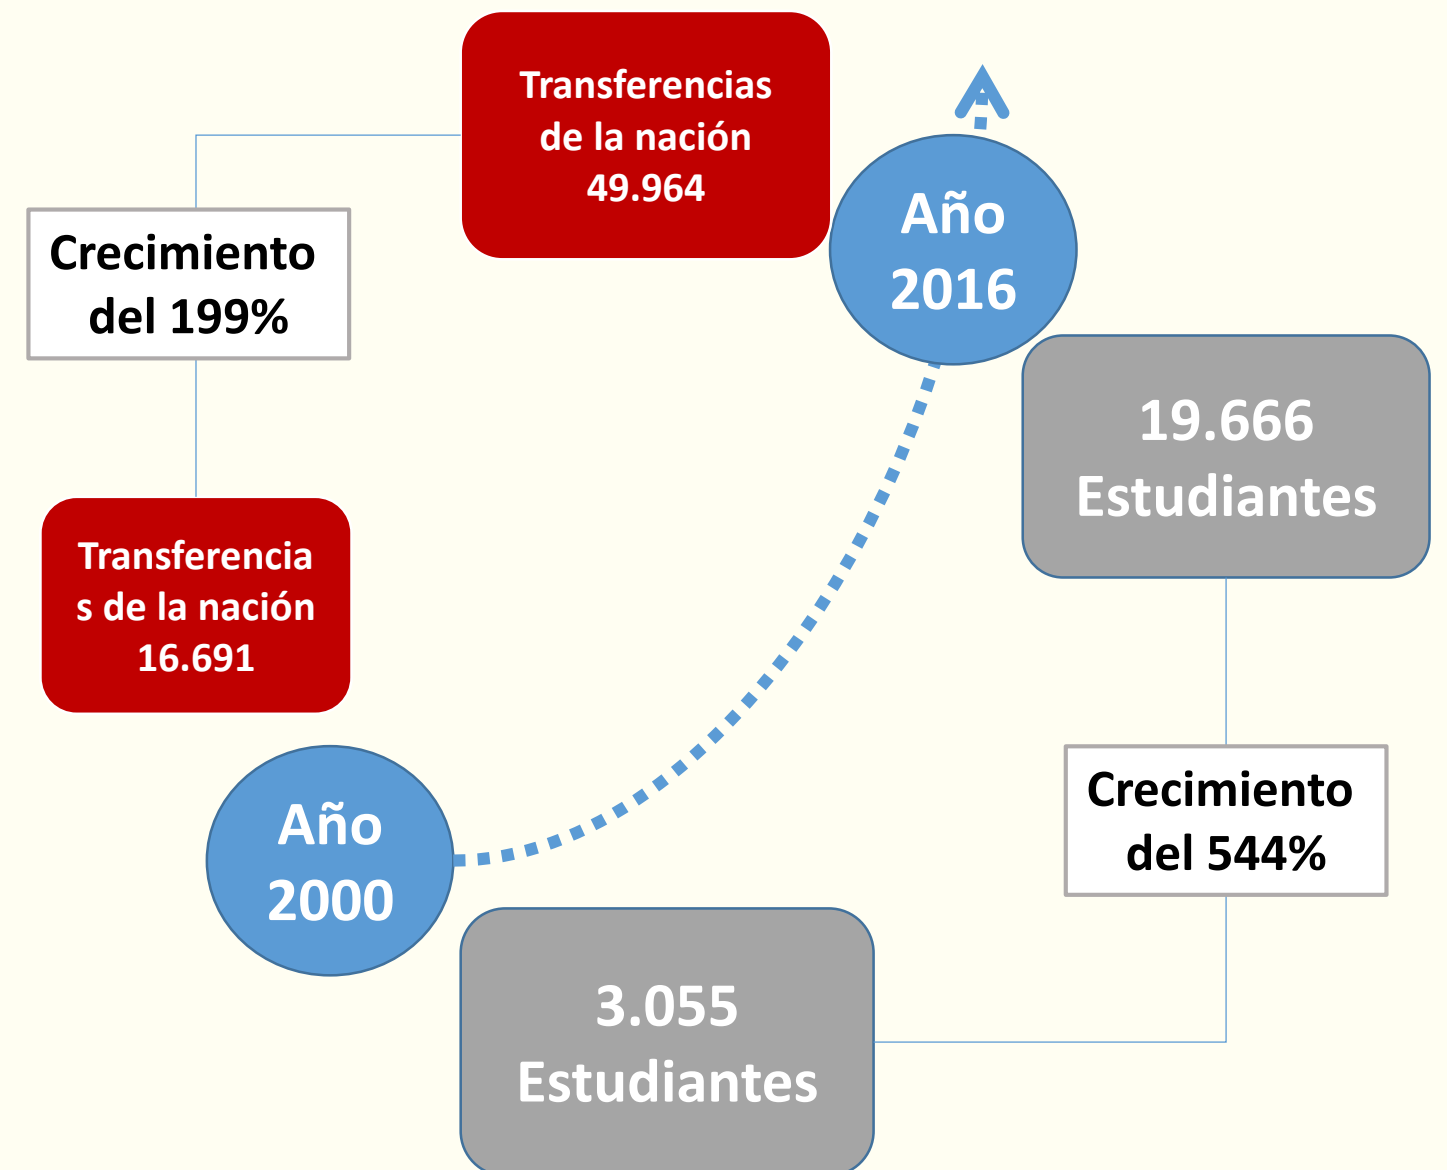 Transferencias
de la nación
49.964
Año
2016
Crecimiento
del 199%
19.666
Estudiantes
Transferencia
s de la nación
16.691
Crecimiento
del 544%
Año
2000
3.055
Estudiantes